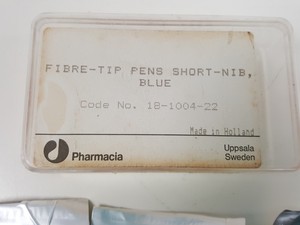 FIBRE-TIP PENS SHORT-NIB,
BLUE
Code No. 18-1004-22
Made in Holland
Pharmacia
Uppsala
Sweden